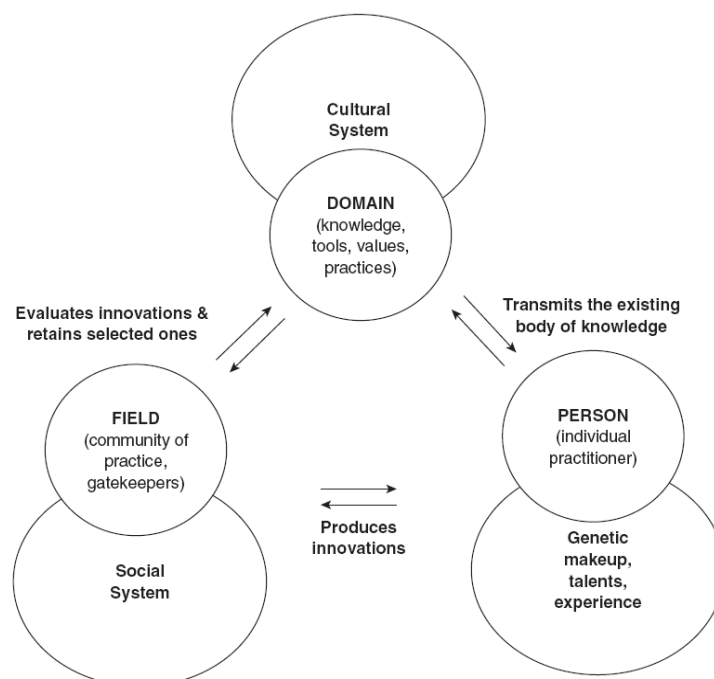 Cultural
System
DOMAIN
(knowledge,
tools, values,
practices)
Evaluates innovations &
retains selected ones
Transmits the existing
body of knowledge
FIELD
(community of
practice,
gatekeepers)
PERSON
(individual
practitioner)
Produces
innovations
Social
System
Genetic
makeup,
talents,
experience